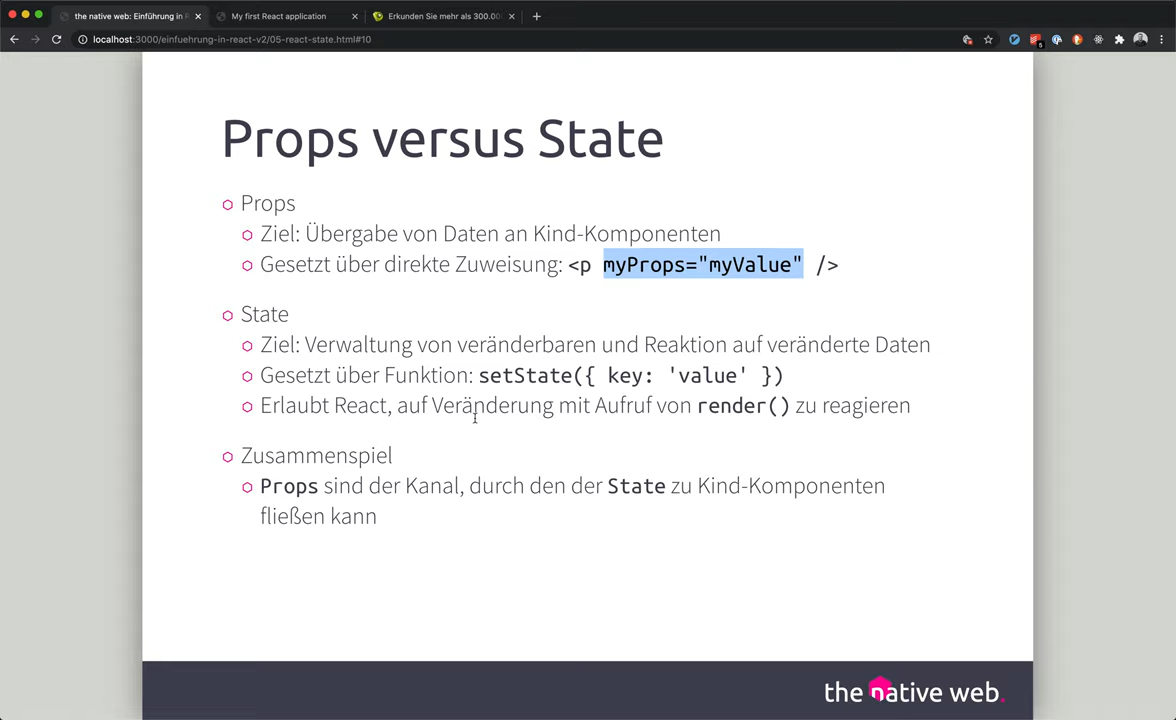 the native web: Einführung in R
My first React application
Erkunden Sie mehr als 300.00
localhost:3000/einfuehrung-in-react-v2/05-react-state.html#10
5
Props versus State
Props
Ziel: Übergabe von Daten an Kind-Komponenten
Gesetzt über direkte Zuweisung: <p myProps="myValue" />
State
Ziel: Verwaltung von veränderbaren und Reaktion auf veränderte Daten
Gesetzt über Funktion: setState({ key: 'value' })
Erlaubt React, auf Veränderung mit Aufruf von render() zu reagieren
Zusammenspiel
Props sind der Kanal, durch den der State zu Kind-Komponenten
fließen kann
the native web.